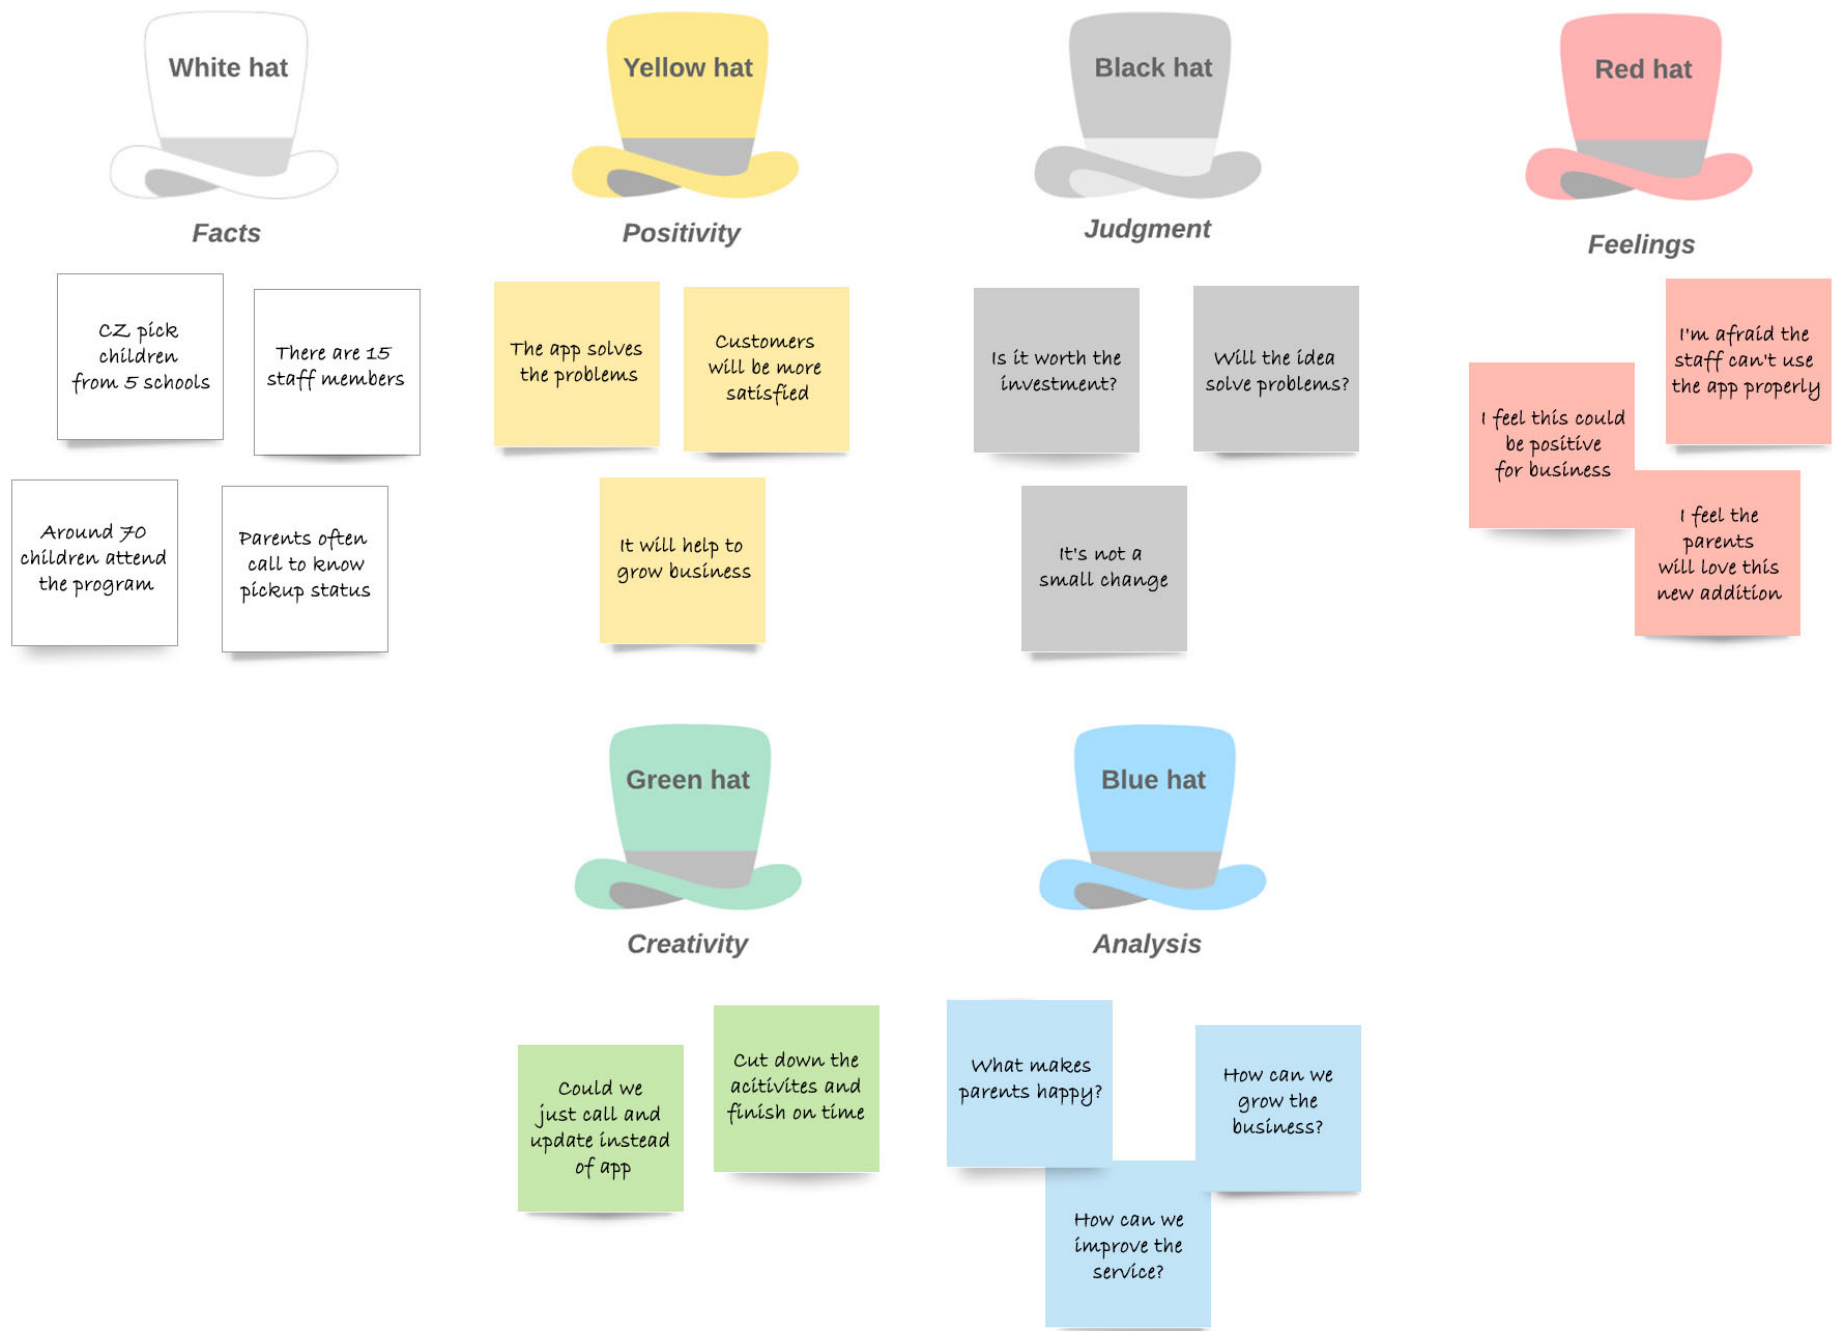 White hat
Facts
CZ pick
children
from 5 schools
There are 15
staff members
Around 70
children attend
the program
Parents often
call to know
pickup status
Yellow hat
Positivity
The app solves
the problems
Customers
will be more
satisfied
It will help to
grow business
Black hat
Judgment
Is it worth the
investment?
Will the idea
solve problems?
It's not a
small change
Red hat
Feelings
I'm afraid the
staff can't use
the app properly
I feel this could
be positive
for business
I feel the
parents
will love this
new addition
Green hat
Creativity
Could we
just call and
update instead
of app
Cut down the
acitivites and
finish on time
Blue hat
Analysis
What makes
parents happy?
How can we
grow the
business?
How can we
improve the
service?